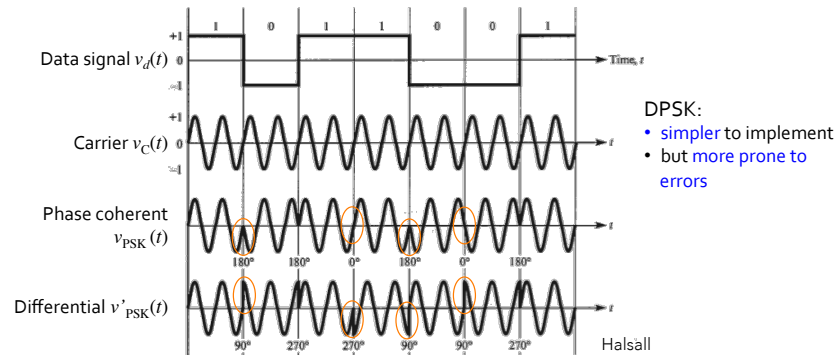 1 0 1 1 0 0 1
+1
Data signal v_d(t) 0 Time, t
−1
+1
Carrier v_C(t) 0 t
−1
Phase coherent
v_PSK(t) t
180° 180° 0° 180° 0° 180°
Differential v'_PSK(t) t
90° 270° 270° 90° 90° 270°
DPSK:
• simpler to implement
• but more prone to
errors
Halsall